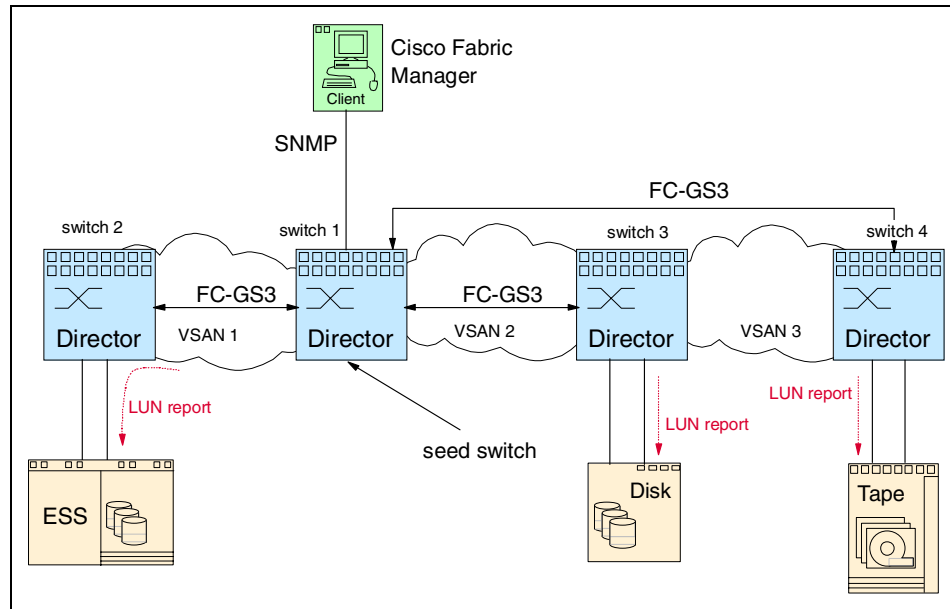 Cisco Fabric
Manager
Client
SNMP
FC-GS3
switch 2
switch 1
switch 3
switch 4
FC-GS3
FC-GS3
Director
VSAN 1
Director
VSAN 2
Director
VSAN 3
Director
LUN report
LUN report
LUN report
seed switch
ESS
Disk
Tape